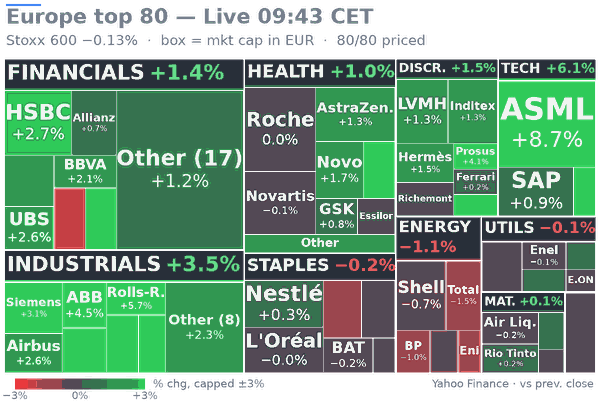 Europe top 80 — Live 09:43 CET
Stoxx 600 −0.13% · box = mkt cap in EUR · 80/80 priced
FINANCIALS +1.4%
HSBC
+2.7%
Allianz
+0.7%
BBVA
+2.1%
UBS
+2.6%
Other (17)
+1.2%
HEALTH +1.0%
Roche
0.0%
AstraZen.
+1.3%
Novo
+1.7%
Novartis
−0.1%
GSK
+0.8%
Essilor
Other
DISCR. +1.5%
LVMH
+1.3%
Inditex
+1.3%
Hermès
+1.5%
Prosus
+4.1%
Ferrari
+0.2%
Richemont
TECH +6.1%
ASML
+8.7%
SAP
+0.9%
INDUSTRIALS +3.5%
Siemens
+3.1%
ABB
+4.5%
Rolls-R.
+5.7%
Airbus
+2.6%
Other (8)
+2.3%
STAPLES −0.2%
Nestlé
+0.3%
L'Oréal
−0.0%
BAT
−0.2%
ENERGY
−1.1%
Shell
−0.7%
Total
−1.5%
BP
−1.0%
Eni
UTILS −0.1%
Enel
−0.1%
E.ON
MAT. +0.1%
Air Liq.
−0.2%
Rio Tinto
+0.2%
−3% 0% +3% % chg, capped ±3%
Yahoo Finance · vs prev. close